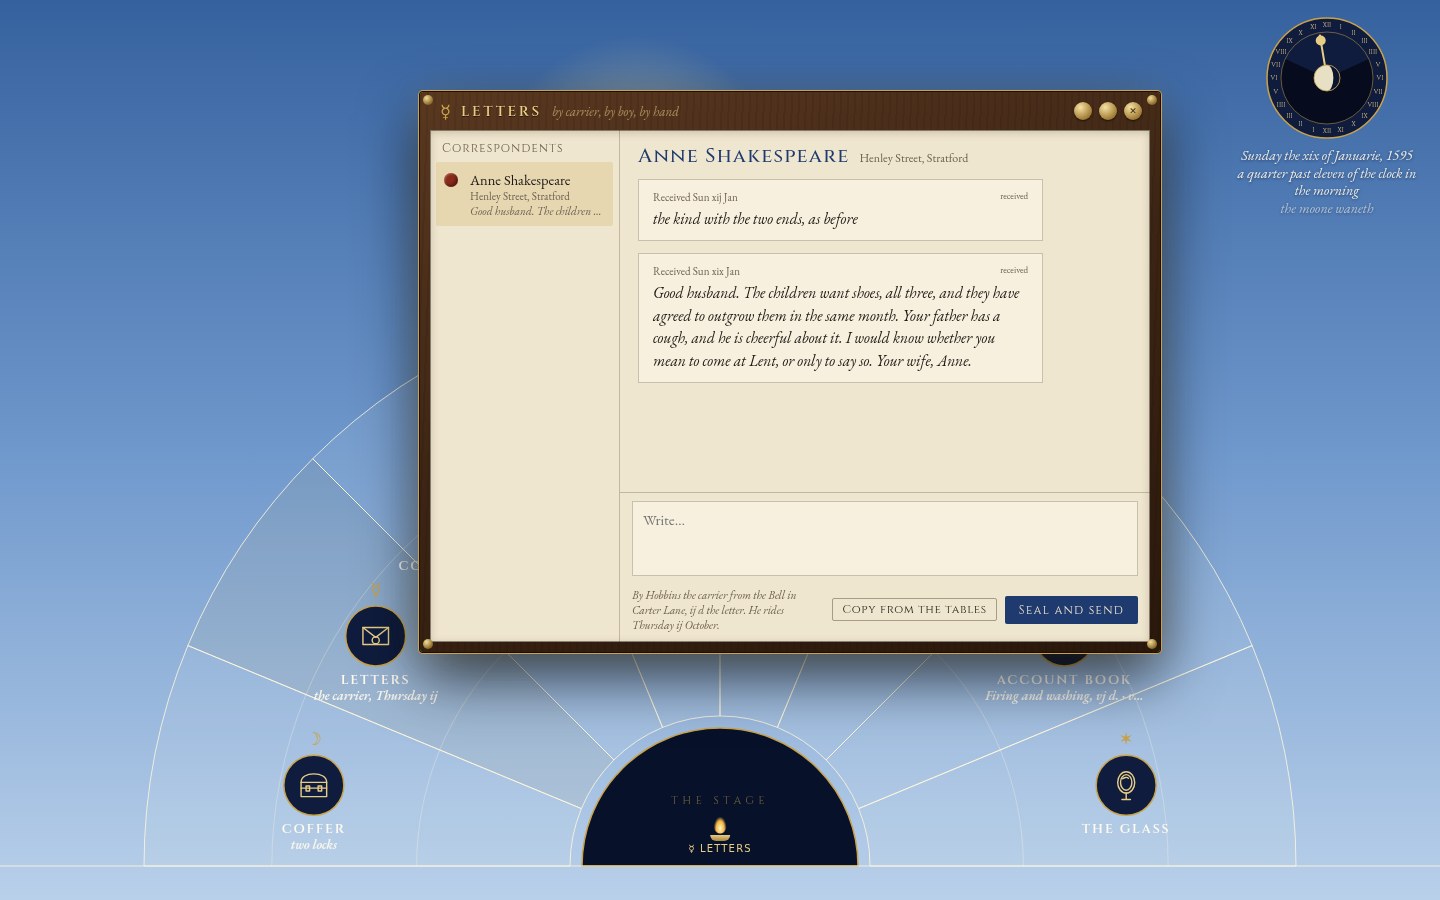 ☿ LETTERS by carrier, by boy, by hand
Correspondents
Anne Shakespeare
Henley Street, Stratford
Good husband. The children ...
Anne Shakespeare Henley Street, Stratford
Received Sun xij Jan received
the kind with the two ends, as before
Received Sun xix Jan received
Good husband. The children want shoes, all three, and they have
agreed to outgrow them in the same month. Your father has a
cough, and he is cheerful about it. I would know whether you
mean to come at Lent, or only to say so. Your wife, Anne.
Write...
By Hobbins the carrier from the Bell in
Carter Lane, ij d the letter. He rides
Thursday ij October.
Copy from the tables
Seal and send
Sunday the xix of Januarie, 1595
a quarter past eleven of the clock in
the morning
the moone waneth
CO
LETTERS
the carrier, Thursday ij
COFFER
two locks
ACCOUNT BOOK
THE GLASS
THE STAGE
☿ LETTERS